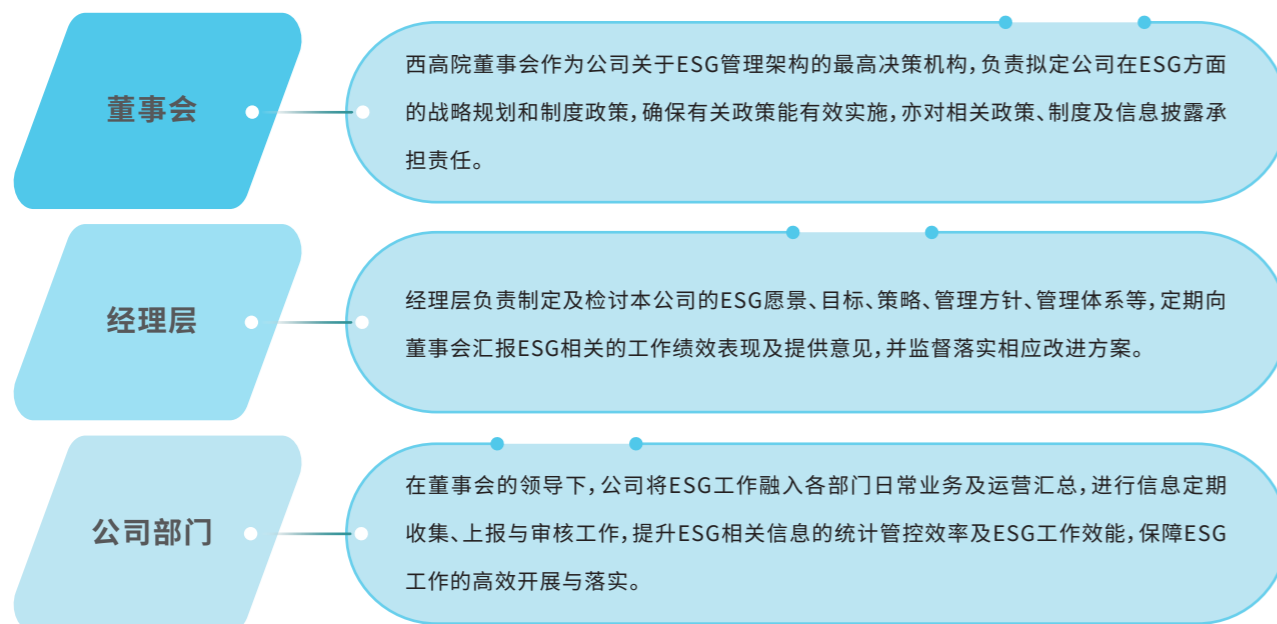 董事会
西高院董事会作为公司关于ESG管理架构的最高决策机构，负责拟定公司在ESG方面
的战略规划和制度政策，确保有关政策能有效实施，亦对相关政策、制度及信息披露承
担责任。
经理层
经理层负责制定及检讨本公司的ESG愿景、目标、策略、管理方针、管理体系等，定期向
董事会汇报ESG相关的工作绩效表现及提供意见，并监督落实相应改进方案。
公司部门
在董事会的领导下，公司将ESG工作融入各部门日常业务及运营汇总，进行信息定期
收集、上报与审核工作，提升ESG相关信息的统计管控效率及ESG工作效能，保障ESG
工作的高效开展与落实。